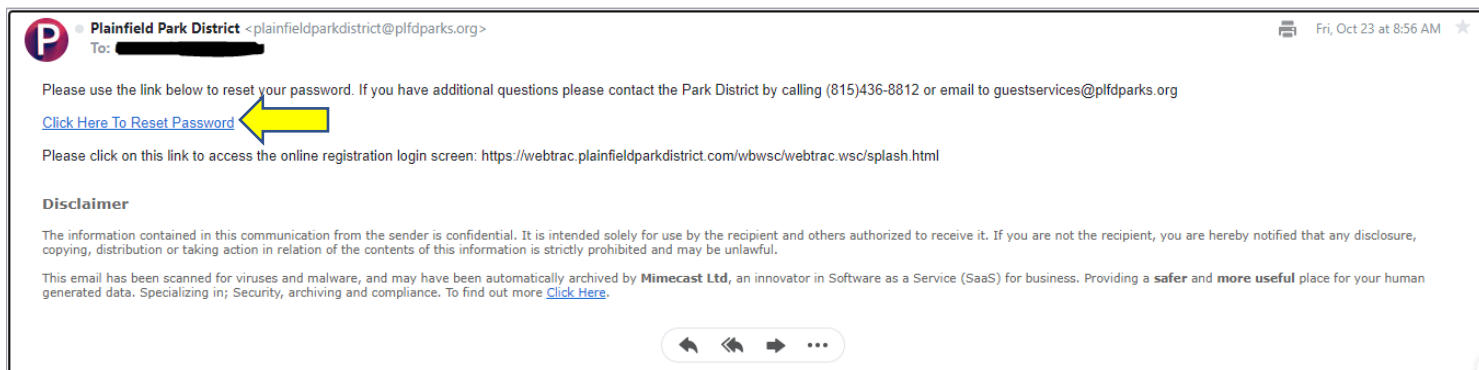 P
Plainfield Park District <plainfieldparkdistrict@plfdparks.org>
Fri, Oct 23 at 8:56 AM
To:
Please use the link below to reset your password. If you have additional questions please contact the Park District by calling (815)436-8812 or email to guestservices@plfdparks.org
Click Here To Reset Password
Please click on this link to access the online registration login screen: https://webtrac.plainfieldparkdistrict.com/wbwsc/webtrac.wsc/splash.html
Disclaimer
The information contained in this communication from the sender is confidential. It is intended solely for use by the recipient and others authorized to receive it. If you are not the recipient, you are hereby notified that any disclosure,
copying, distribution or taking action in relation of the contents of this information is strictly prohibited and may be unlawful.
This email has been scanned for viruses and malware, and may have been automatically archived by Mimecast Ltd, an innovator in Software as a Service (SaaS) for business. Providing a safer and more useful place for your human
generated data. Specializing in; Security, archiving and compliance. To find out more Click Here.